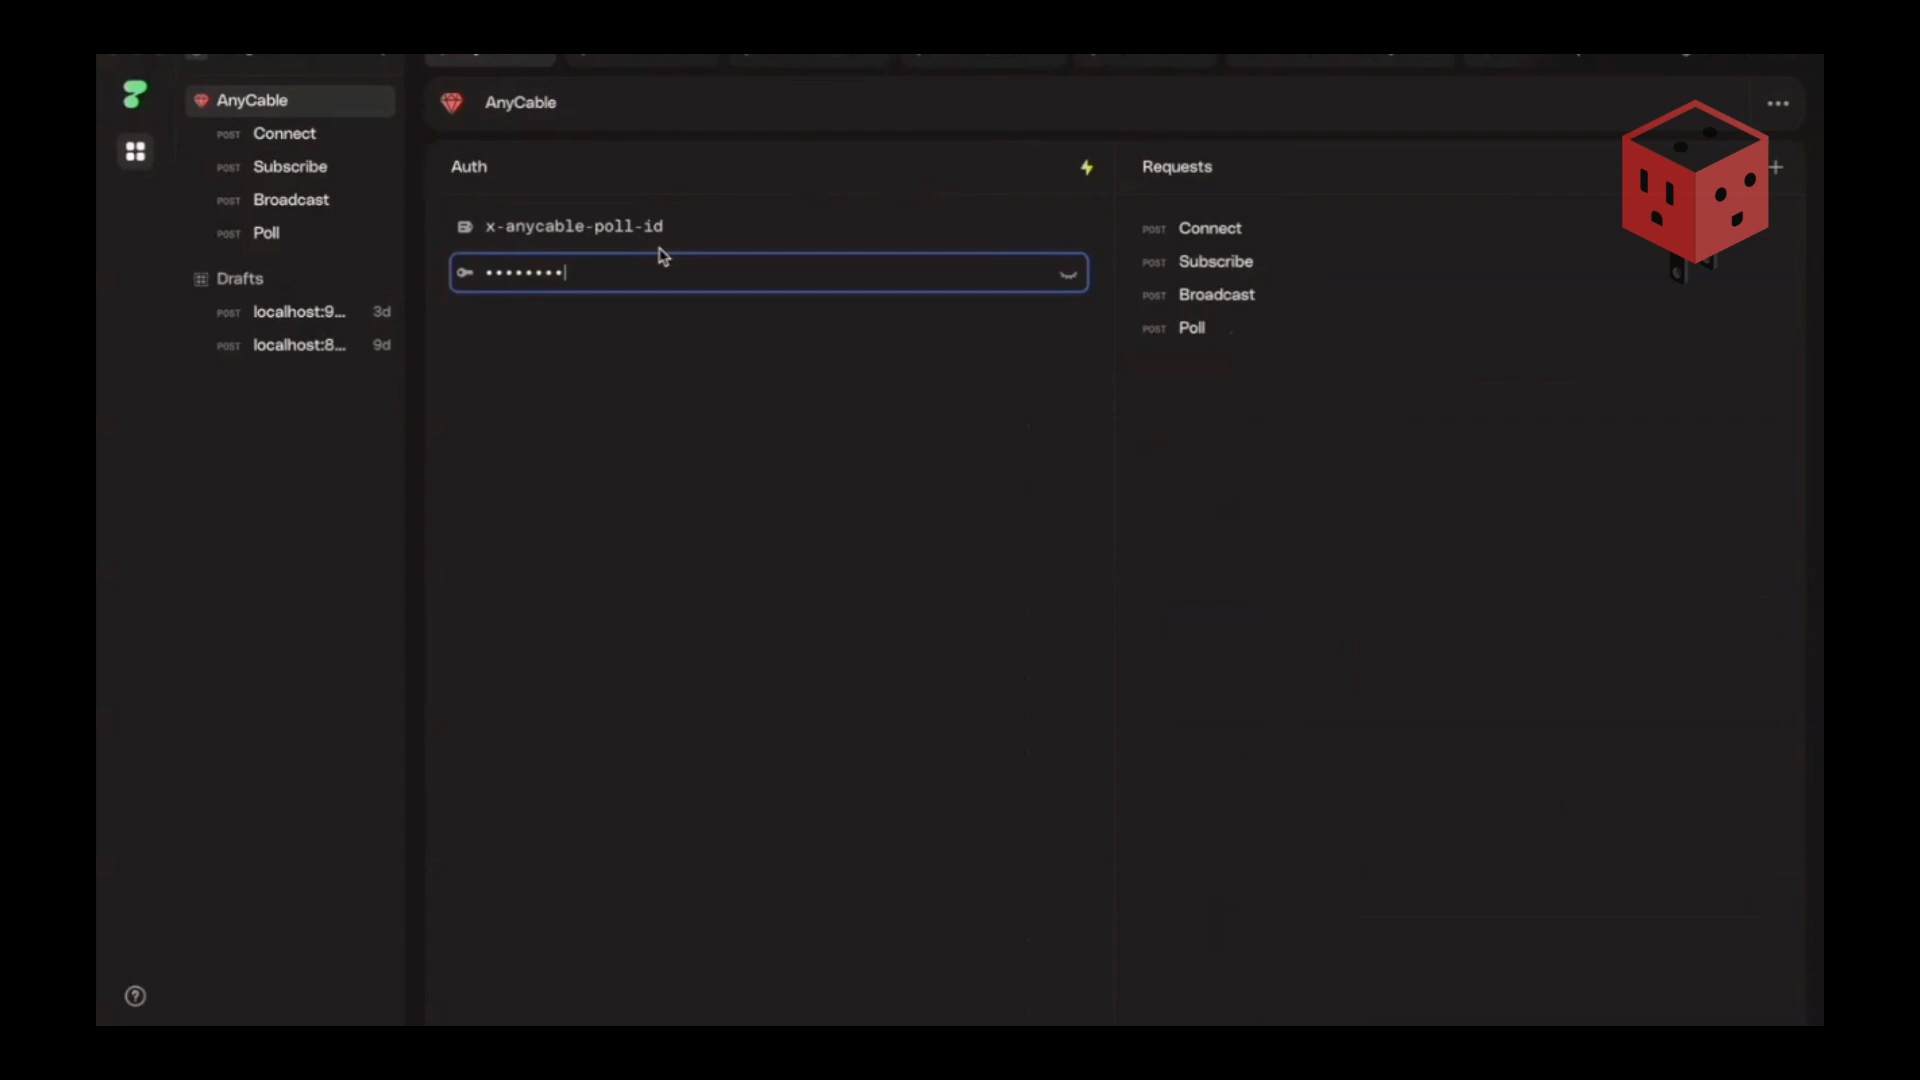 AnyCable
POST Connect
POST Subscribe
POST Broadcast
POST Poll
Drafts
POST localhost:9... 3d
POST localhost:8... 9d
AnyCable
Auth
x-anycable-poll-id
••••••••
Requests
POST Connect
POST Subscribe
POST Broadcast
POST Poll